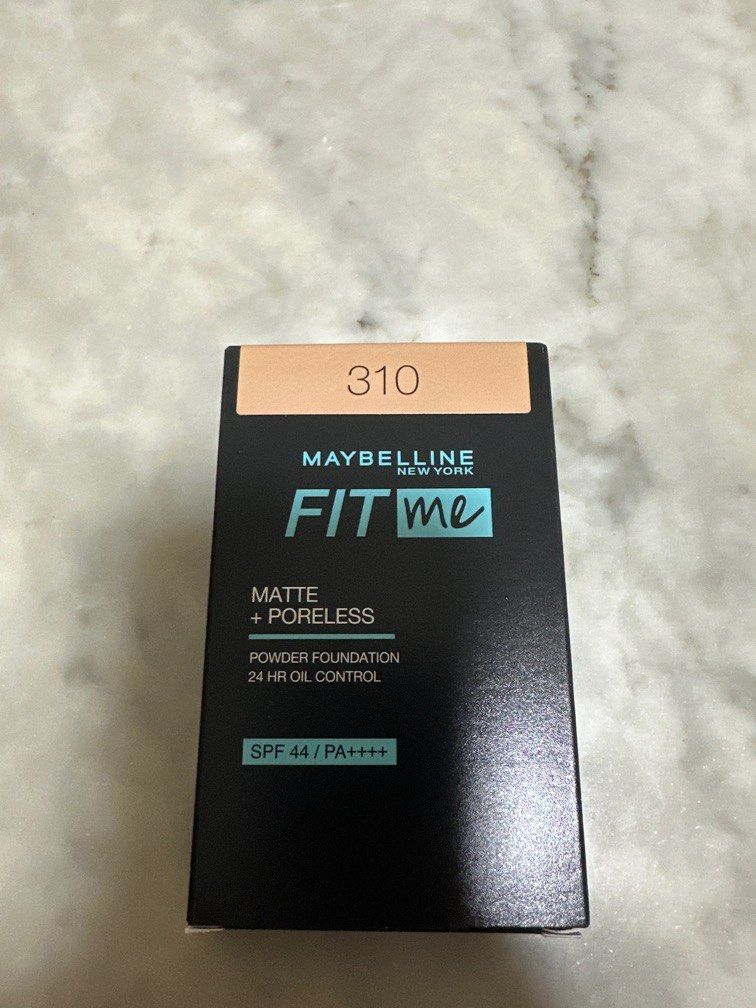 310
MAYBELLINE
NEW YORK
FIT me
MATTE
+ PORELESS
POWDER FOUNDATION
24 HR OIL CONTROL
SPF 44 / PA++++